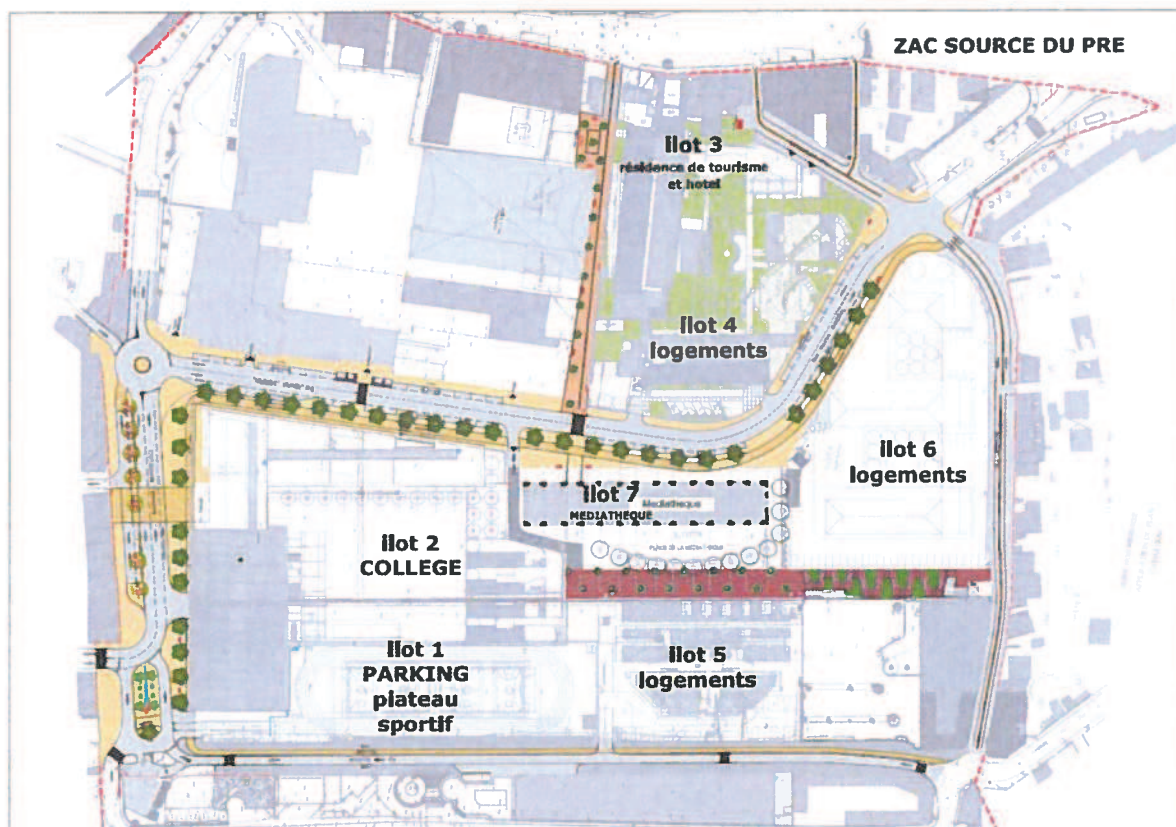 ZAC SOURCE DU PRE
ilot 3
résidence de tourisme
et hotel
ilot 4
logements
ilot 6
logements
ilot 7
Mediatheque
MEDIATHEQUE
ilot 2
COLLEGE
ilot 1
PARKING
plateau
sportif
ilot 5
logements